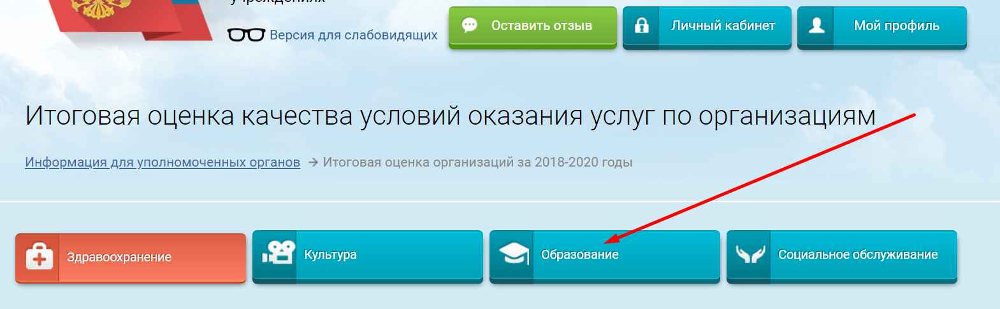 учреждениях
Версия для слабовидящих
Оставить отзыв
Личный кабинет
Мой профиль
Итоговая оценка качества условий оказания услуг по организациям
Информация для уполномоченных органов → Итоговая оценка организаций за 2018-2020 годы
Здравоохранение
Культура
Образование
Социальное обслуживание